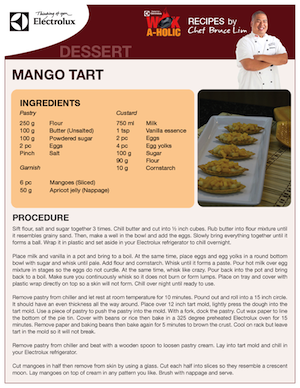 Thinking of you
Electrolux
Electrolux
WOK
A-HOLIC
RECIPES by
Chef Bruce Lim
DESSERT
MANGO TART
INGREDIENTS
Pastry
250 g Flour
100 g Butter (Unsalted)
100 g Powdered sugar
2 pc Eggs
Pinch Salt
Garnish
6 pc Mangoes (Sliced)
50 g Apricot jelly (Nappage)
Custard
750 ml Milk
1 tsp Vanilla essence
2 pc Eggs
4 pc Egg yolks
100 g Sugar
90 g Flour
10 g Cornstarch
PROCEDURE
Sift flour, salt and sugar together 3 times. Chill butter and cut into ½ inch cubes. Rub butter into flour mixture until
it resembles grainy sand. Then, make a well in the bowl and add the eggs. Slowly bring everything together until it
forms a ball. Wrap it in plastic and set aside in your Electrolux refrigerator to chill overnight.
Place milk and vanilla in a pot and bring to a boil. At the same time, place eggs and egg yolks in a round bottom
bowl with sugar and whisk until pale. Add flour and cornstarch. Whisk until it forms a paste. Pour hot milk over egg
mixture in stages so the eggs do not curdle. At the same time, whisk like crazy. Pour back into the pot and bring
back to a boil. Make sure you continuously whisk so it does not burn or form lumps. Place on tray and cover with
plastic wrap directly on top so a skin will not form. Chill over night until ready to use.
Remove pastry from chiller and let rest at room temperature for 10 minutes. Pound out and roll into a 15 inch circle.
It should have an even thickness all the way around. Place over 12 inch tart mold, lightly press the dough into the
tart mold. Use a piece of pastry to push the pastry into the mold. With a fork, dock the pastry. Cut wax paper to line
the bottom of the pie tin. Cover with beans or rice then bake in a 325 degree preheated Electrolux oven for 15
minutes. Remove paper and baking beans then bake again for 5 minutes to brown the crust. Cool on rack but leave
tart in the mold so it will not break.
Remove pastry from chiller and beat with a wooden spoon to loosen pastry cream. Lay into tart mold and chill in
your Electrolux refrigerator.
Cut mangoes in half then remove from skin by using a glass. Cut each half into slices so they resemble a crescent
moon. Lay mangoes on top of cream in any pattern you like. Brush with nappage and serve.